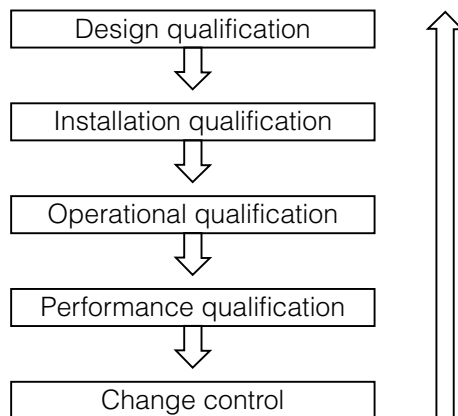 Design qualification
Installation qualification
Operational qualification
Performance qualification
Change control